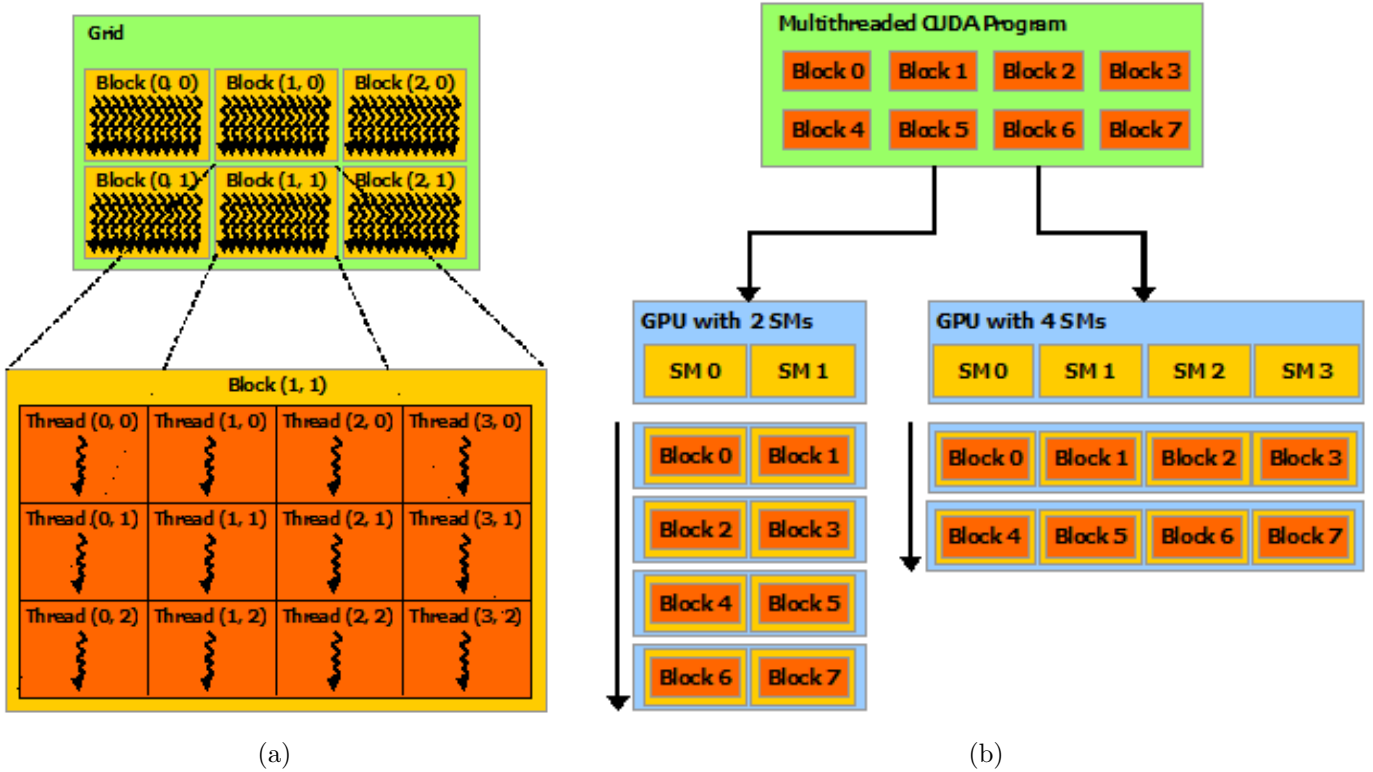 Grid
Block (0, 0) Block (1, 0) Block (2, 0)
Block (0, 1) Block (1, 1) Block (2, 1)
Block (1, 1)
Thread (0, 0) Thread (1, 0) Thread (2, 0) Thread (3, 0)
Thread (0, 1) Thread (1, 1) Thread (2, 1) Thread (3, 1)
Thread (0, 2) Thread (1, 2) Thread (2, 2) Thread (3, 2)
(a)
Multithreaded CUDA Program
Block 0 Block 1 Block 2 Block 3
Block 4 Block 5 Block 6 Block 7
GPU with 2 SMs
SM 0 SM 1
Block 0 Block 1
Block 2 Block 3
Block 4 Block 5
Block 6 Block 7
GPU with 4 SMs
SM 0 SM 1 SM 2 SM 3
Block 0 Block 1 Block 2 Block 3
Block 4 Block 5 Block 6 Block 7
(b)